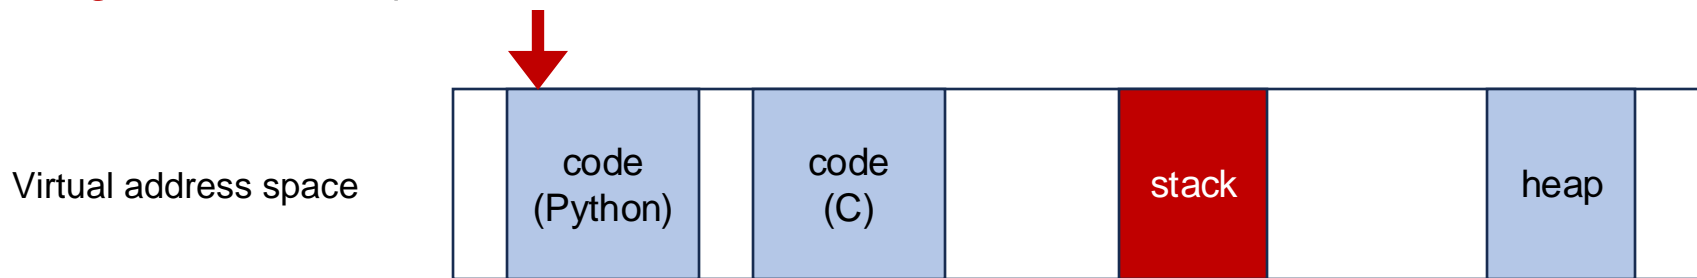 code
(Python)
code
(C)
stack
heap
Virtual address space